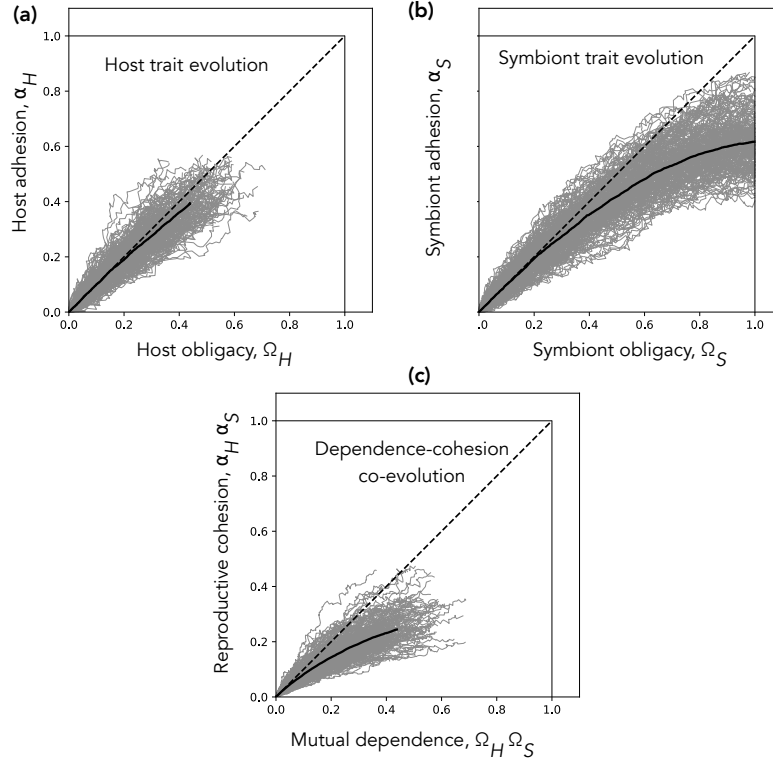 (a)
Host trait evolution
Host adhesion, α_H
1.0
0.8
0.6
0.4
0.2
0.0
0.0 0.2 0.4 0.6 0.8 1.0
Host obligacy, Ω_H
(b)
Symbiont trait evolution
Symbiont adhesion, α_S
1.0
0.8
0.6
0.4
0.2
0.0
.0 0.2 0.4 0.6 0.8 1.0
Symbiont obligacy, Ω_S
(c)
Dependence-cohesion
co-evolution
Reproductive cohesion, α_H α_S
1.0
0.8
0.6
0.4
0.2
0.0
0.0 0.2 0.4 0.6 0.8 1.0
Mutual dependence, Ω_H Ω_S